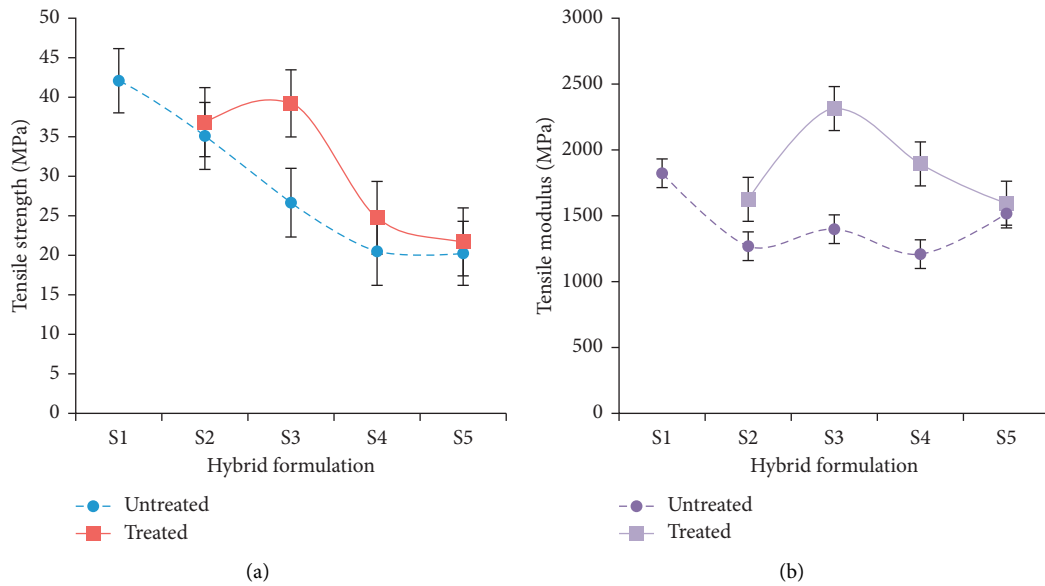 50
45
40
35
30
25
20
15
10
5
0
Tensile strength (MPa)
S1 S2 S3 S4 S5
Hybrid formulation
Untreated
Treated
(a)
3000
2500
2000
1500
1000
500
0
Tensile modulus (MPa)
S1 S2 S3 S4 S5
Hybrid formulation
Untreated
Treated
(b)